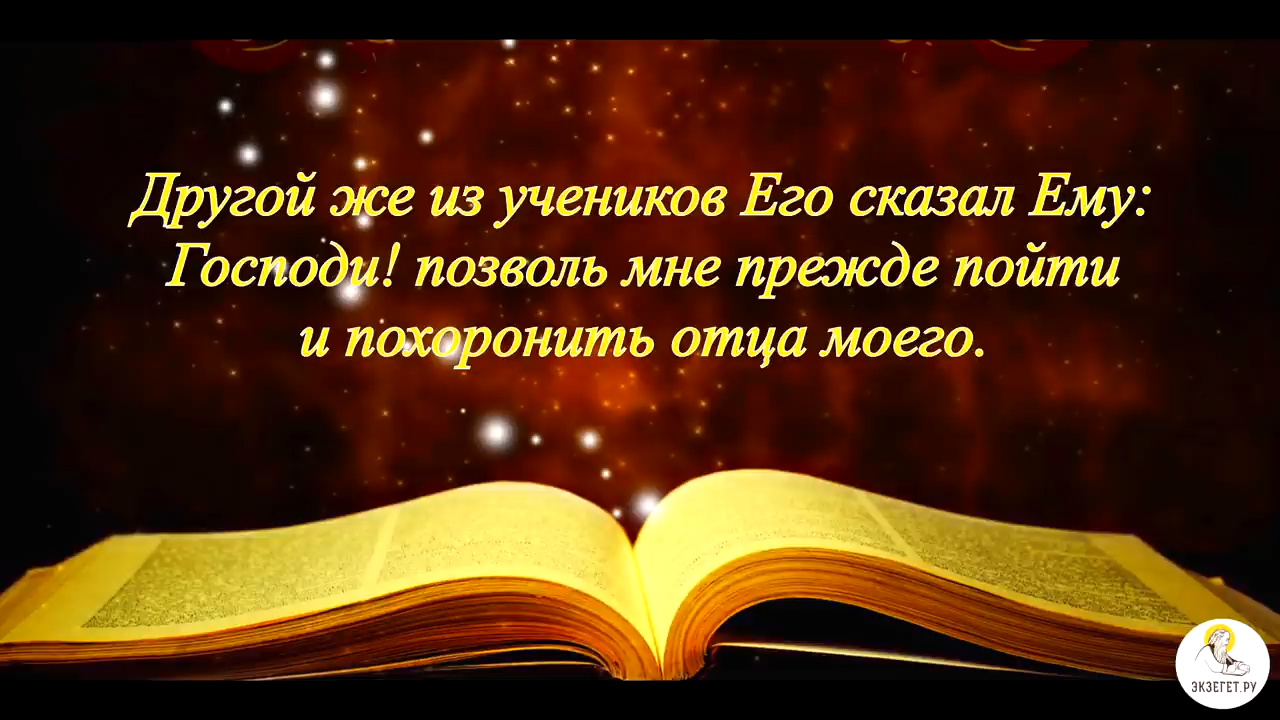 Другой же из учеников Его сказал Ему:
Господи! позволь мне прежде пойти
и похоронить отца моего.
ЭКЗЕГЕТ.РУ